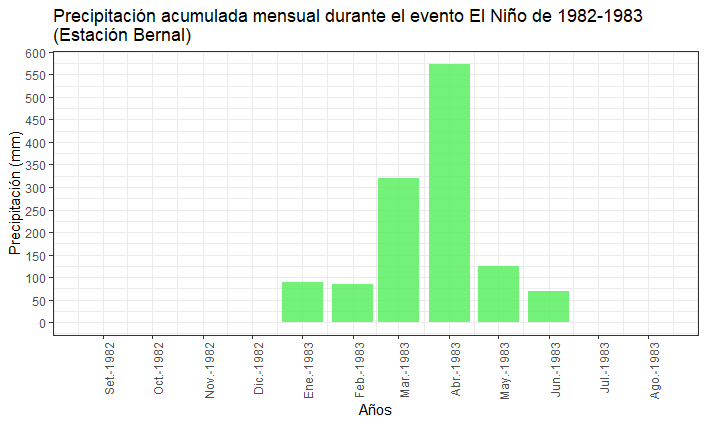 Precipitación acumulada mensual durante el evento El Niño de 1982-1983
(Estación Bernal)
600
550
500
450
400
350
300
250
200
150
100
50
0
Precipitación (mm)
Set.-1982
Oct.-1982
Nov.-1982
Dic.-1982
Ene.-1983
Feb.-1983
Mar.-1983
Abr.-1983
May.-1983
Jun.-1983
Jul.-1983
Ago.-1983
Años